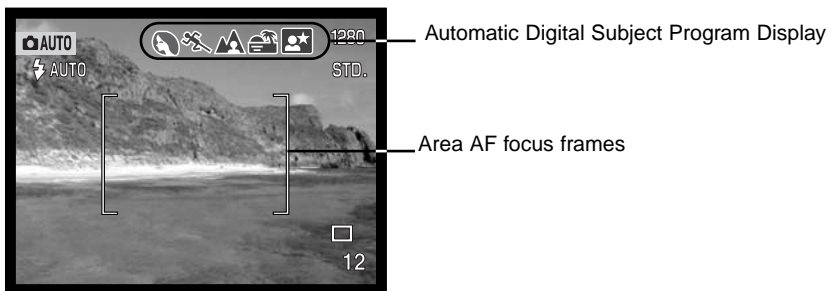 AUTO 1280 Automatic Digital Subject Program Display
AUTO STD.
Area AF focus frames
12